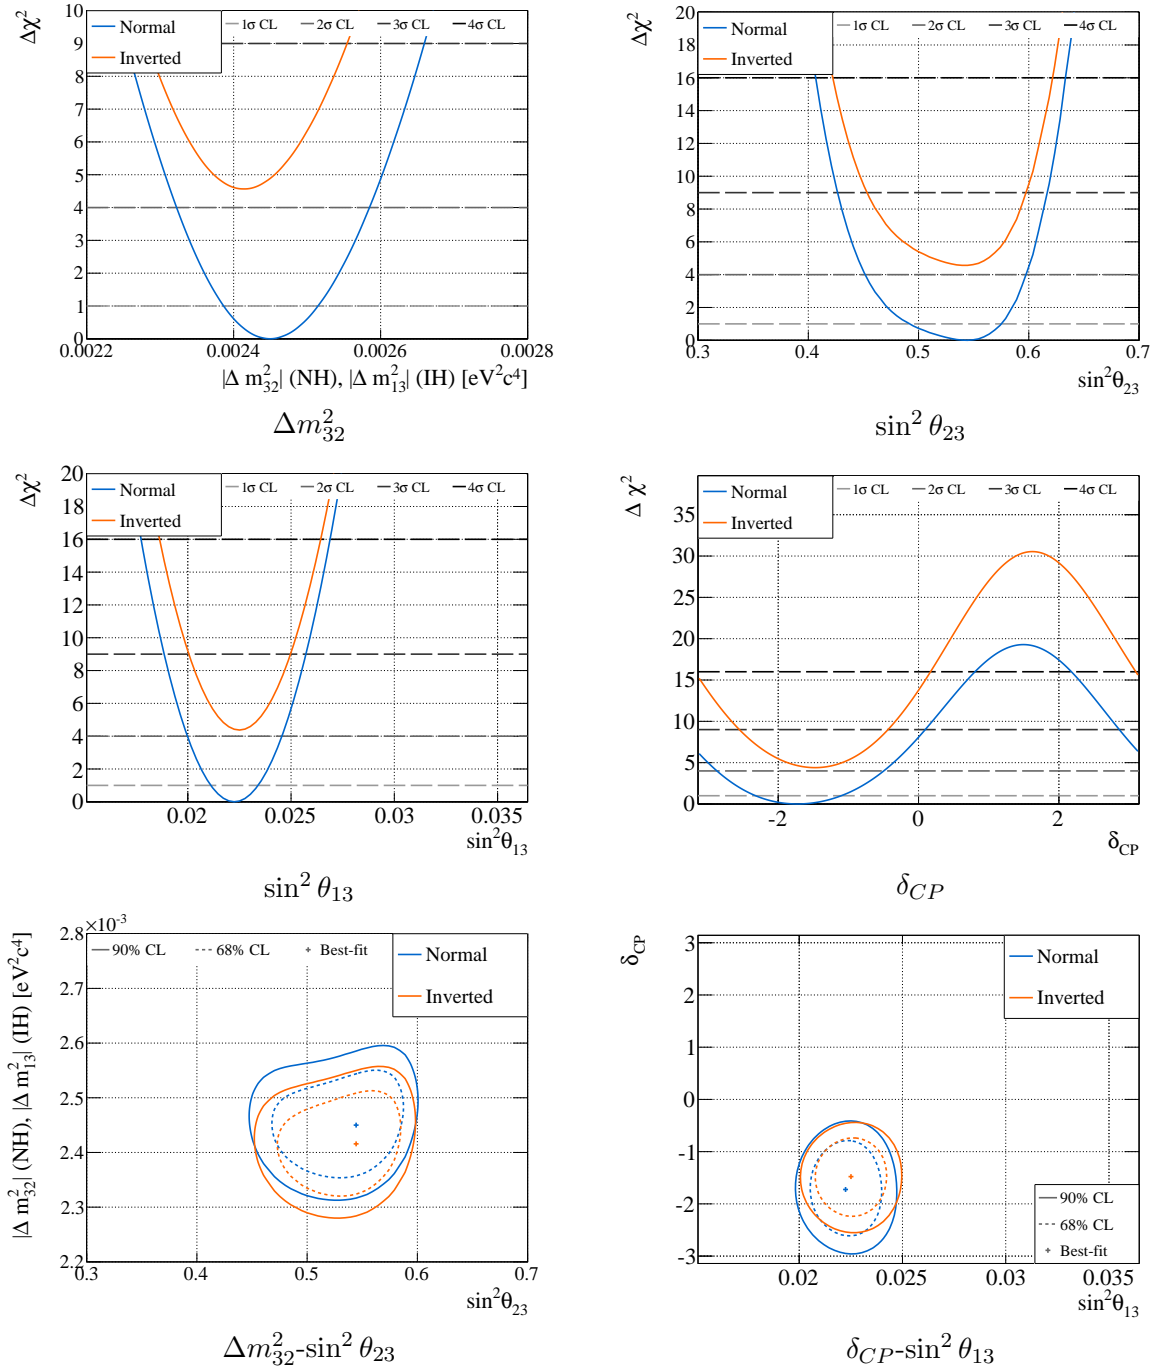 Δχ²
Normal
Inverted
1σ CL 2σ CL 3σ CL 4σ CL
10
9
8
7
6
5
4
3
2
1
0
0.0022 0.0024 0.0026 0.0028
|Δ m²₃₂| (NH), |Δ m²₁₃| (IH) [eV²c⁴]
Δm²₃₂
Δχ²
Normal
Inverted
1σ CL 2σ CL 3σ CL 4σ CL
20
18
16
14
12
10
8
6
4
2
0
0.3 0.4 0.5 0.6 0.7
sin²θ₂₃
sin² θ₂₃
Δχ²
Normal
Inverted
1σ CL 2σ CL 3σ CL 4σ CL
20
18
16
14
12
10
8
6
4
2
0
0.02 0.025 0.03 0.035
sin²θ₁₃
sin² θ₁₃
Δ χ²
Normal
Inverted
1σ CL 2σ CL 3σ CL 4σ CL
35
30
25
20
15
10
5
0
-2 0 2
δCP
δCP
|Δ m²₃₂| (NH), |Δ m²₁₃| (IH) [eV²c⁴]
×10⁻³
90% CL 68% CL Best-fit
Normal
Inverted
2.8
2.7
2.6
2.5
2.4
2.3
2.2
0.3 0.4 0.5 0.6 0.7
sin²θ₂₃
Δm²₃₂-sin² θ₂₃
δCP
Normal
Inverted
3
2
1
0
-1
-2
-3
90% CL
68% CL
Best-fit
0.02 0.025 0.03 0.035
sin²θ₁₃
δCP-sin² θ₁₃